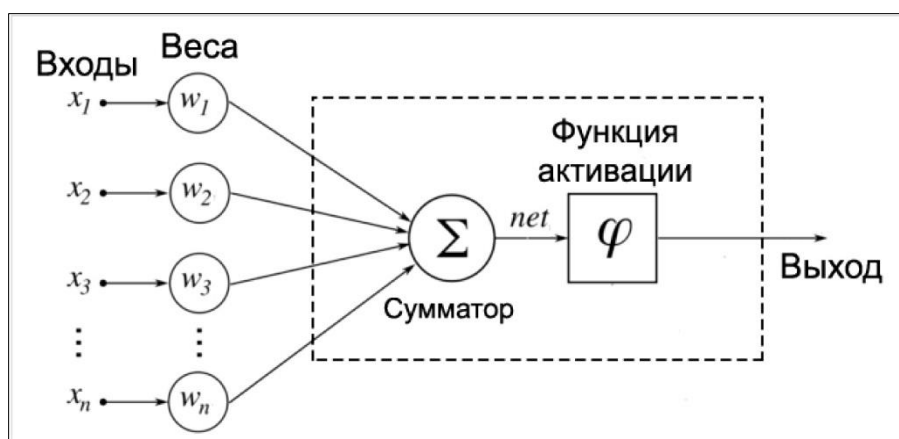 Входы
Веса
x1
w1
x2
w2
x3
w3
⋮
⋮
xn
wn
Σ
Сумматор
net
Функция
активации
φ
Выход